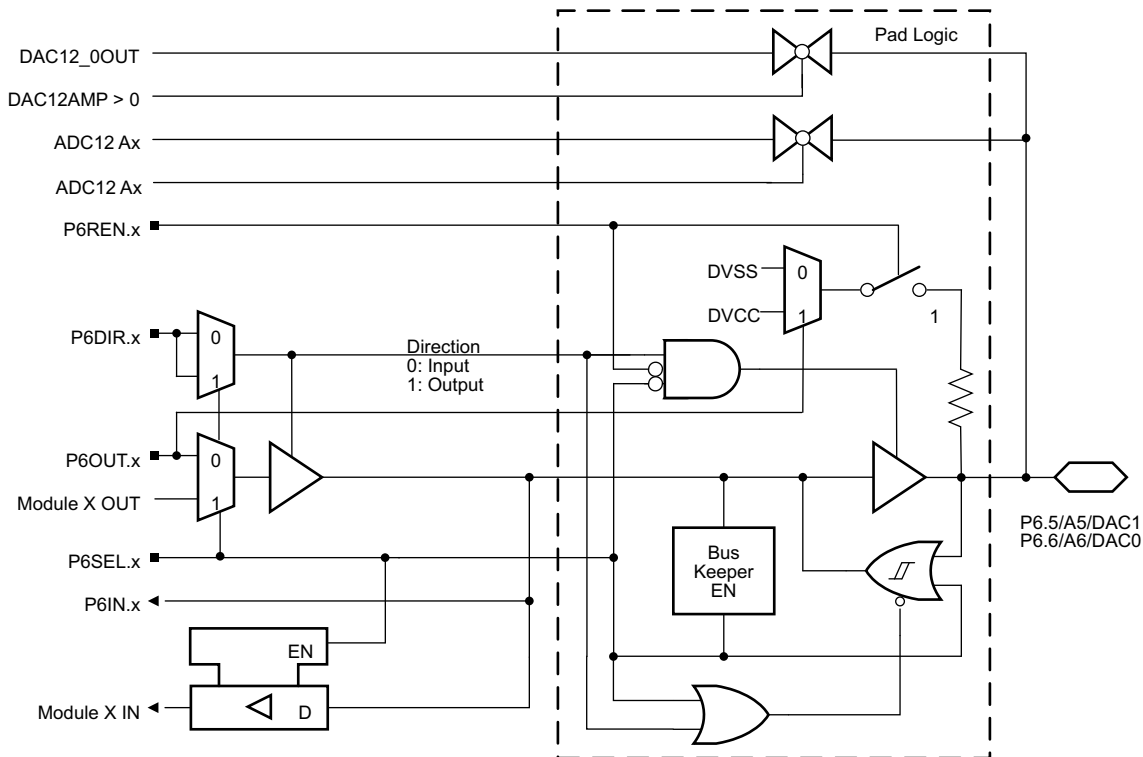 Pad Logic
DAC12_0OUT
DAC12AMP > 0
ADC12 Ax
ADC12 Ax
P6REN.x
DVSS
0
DVCC
1
1
P6DIR.x
0
1
Direction
0: Input
1: Output
P6OUT.x
0
Module X OUT
1
P6SEL.x
P6IN.x
Bus
Keeper
EN
P6.5/A5/DAC1
P6.6/A6/DAC0
EN
Module X IN
D